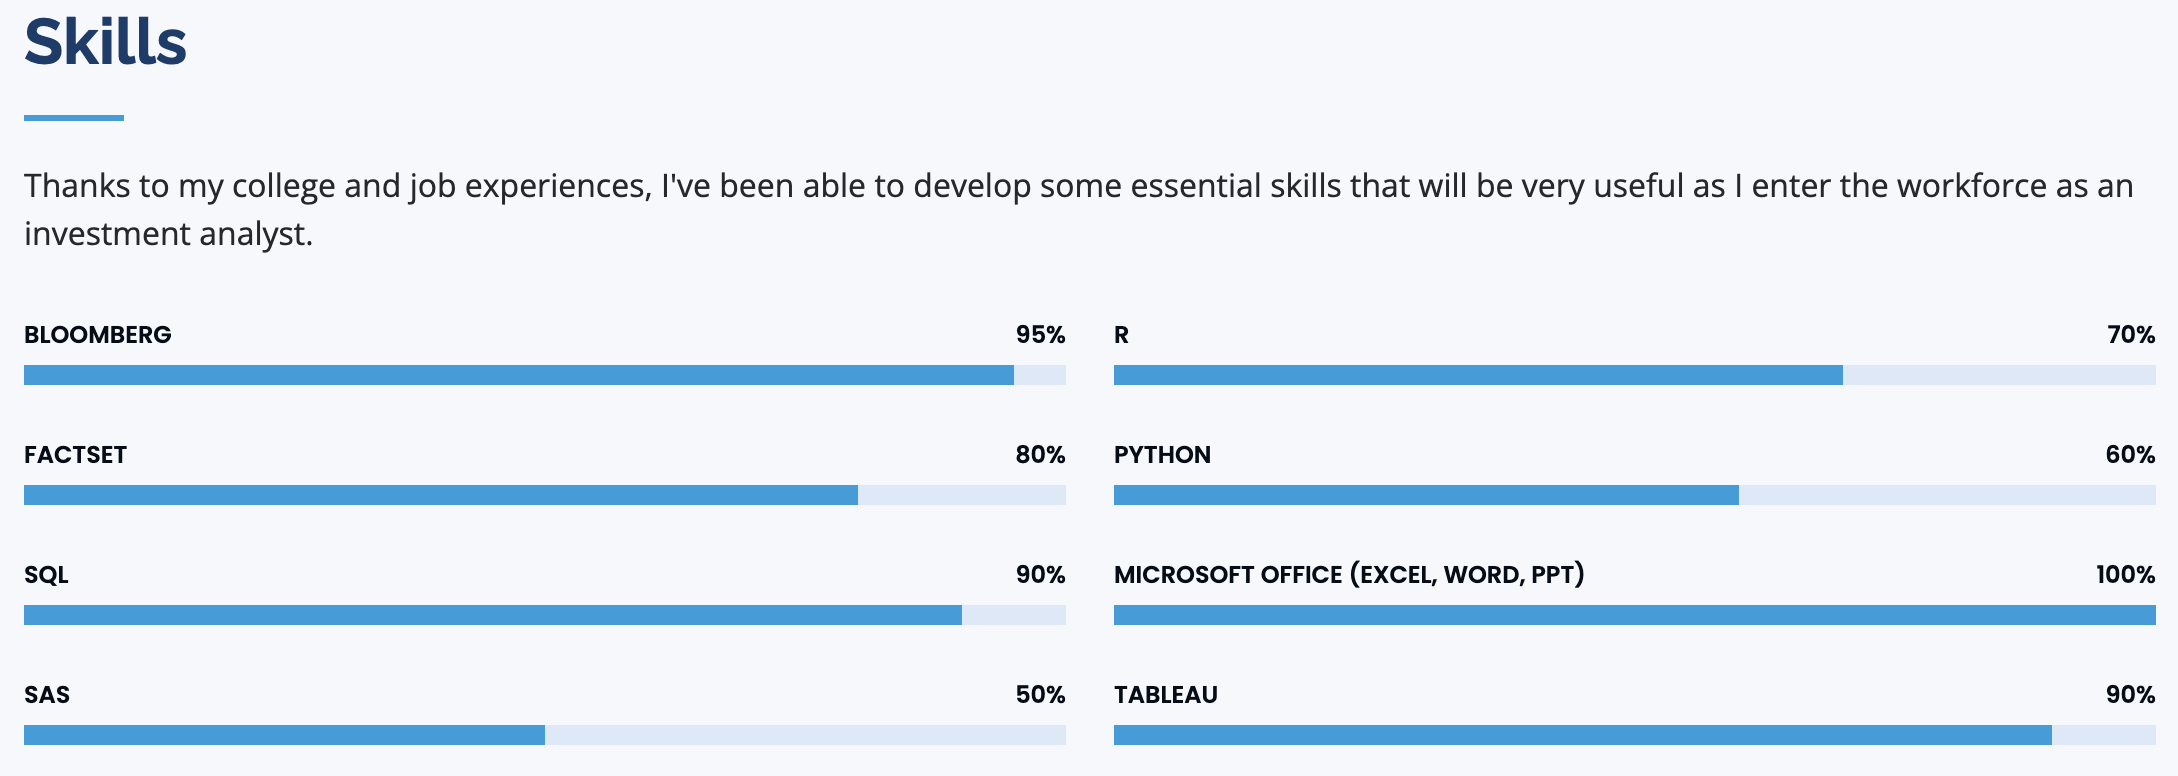 Skills
Thanks to my college and job experiences, I've been able to develop some essential skills that will be very useful as I enter the workforce as an
investment analyst.
BLOOMBERG 95%
FACTSET 80%
SQL 90%
SAS 50%
R 70%
PYTHON 60%
MICROSOFT OFFICE (EXCEL, WORD, PPT) 100%
TABLEAU 90%